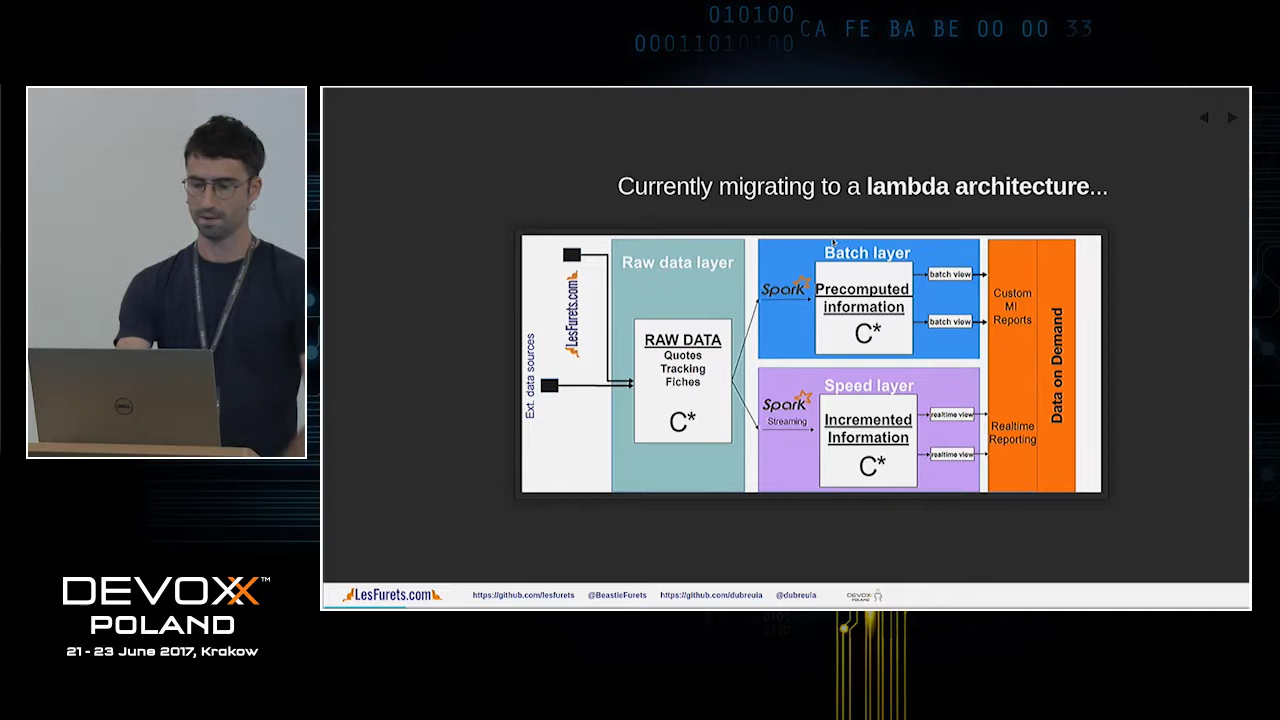 010100
00011010100
CA FE BA BE 00 00 33
Currently migrating to a lambda architecture...
Ext. data sources
LesFurets.com
Raw data layer
RAW DATA
Quotes
Tracking
Fiches
C*
Batch layer
Spark
Precomputed
information
C*
batch view
batch view
Speed layer
Spark
Streaming
Incremented
Information
C*
realtime view
realtime view
Custom
MI
Reports
Realtime
Reporting
Data on Demand
DELL
DEVOXX™
POLAND
21 - 23 June 2017, Krakow
LesFurets.com https://github.com/lesfurets @BeastieFurets https://github.com/dubreuia @dubreuia DEVOXX